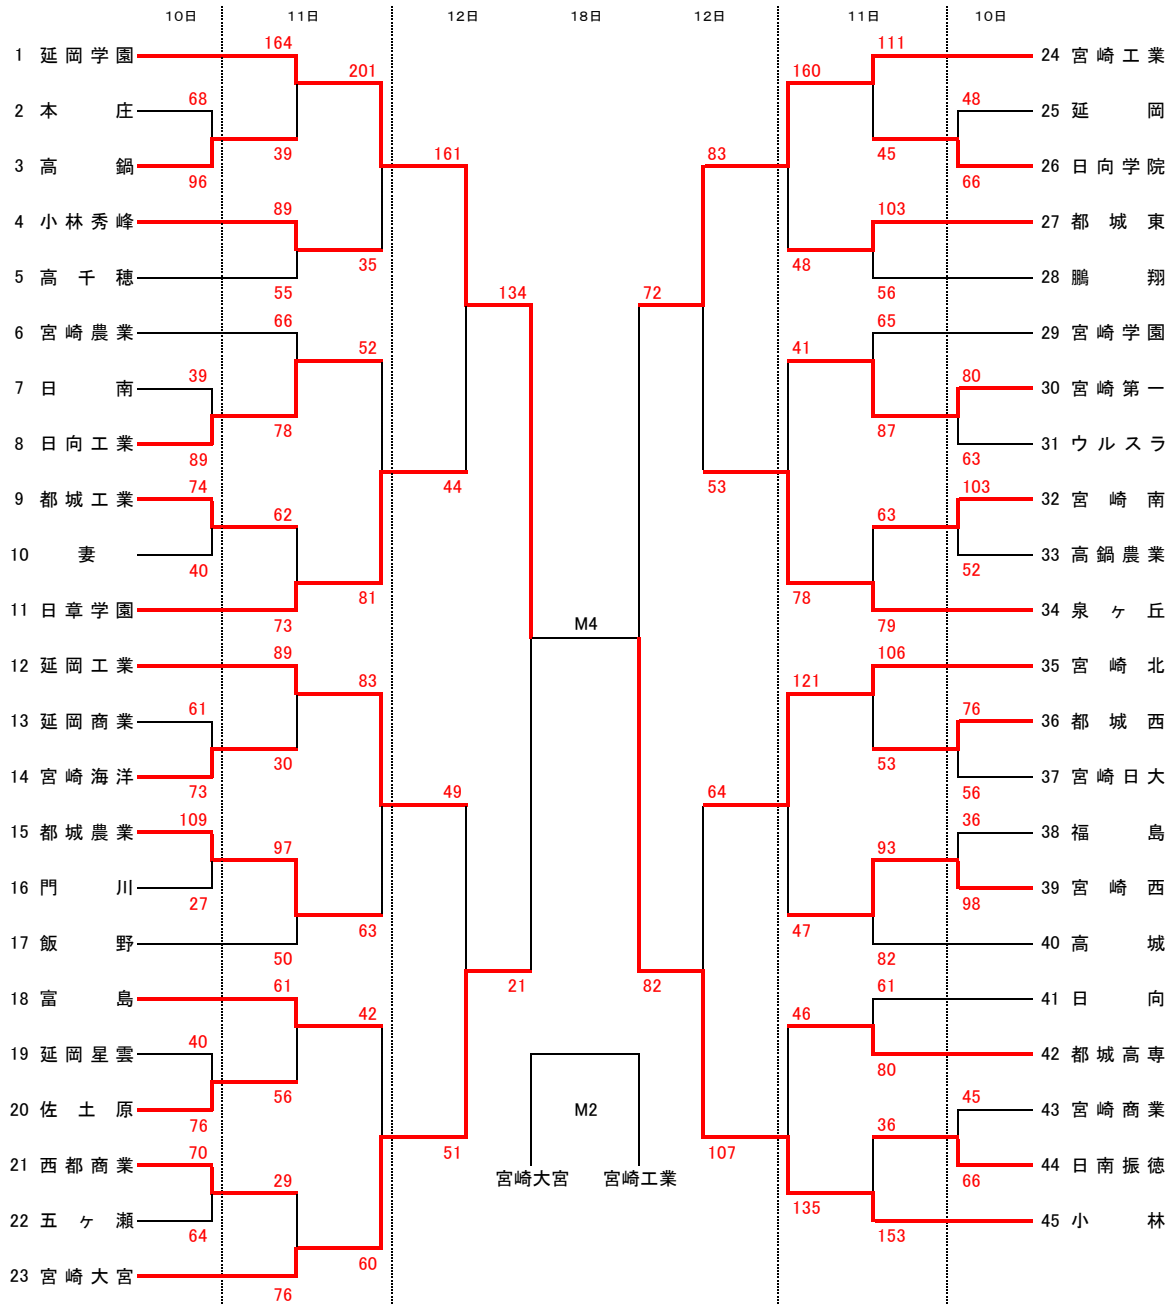 10日 11日 12日 18日 12日 11日 10日
164 111
1 延岡学園 24 宮崎工業
201 160
68 48
2 本庄 25 延岡
39 161 83 45
3 高鍋 26 日向学院
96 66
89 103
4 小林秀峰 27 都城東
35 48
5 高千穂 28 鵬翔
55 134 72 56
66 65
6 宮崎農業 29 宮崎学園
52 41
39 80
7 日南 30 宮崎第一
78 87
8 日向工業 31 ウルスラ
89 63
74 44 53 103
9 都城工業 32 宮崎南
62 63
10 妻 33 高鍋農業
40 52
81 78
11 日章学園 34 泉ヶ丘
73 M4 79
89 106
12 延岡工業 35 宮崎北
83 121
61 76
13 延岡商業 36 都城西
30 53
14 宮崎海洋 37 宮崎日大
73 49 64 56
109 36
15 都城農業 38 福島
97 93
16 門川 39 宮崎西
27 98
63 47
17 飯野 40 高城
50 82
61 21 82 61
18 富島 41 日向
42 46
40
19 延岡星雲 42 都城高専
56 80
45
20 佐土原 M2 43 宮崎商業
76
70 51 107 36
21 西都商業 44 日南振徳
29 宮崎大宮 宮崎工業 66
135
22 五ヶ瀬 45 小林
64 153
60
23 宮崎大宮
76